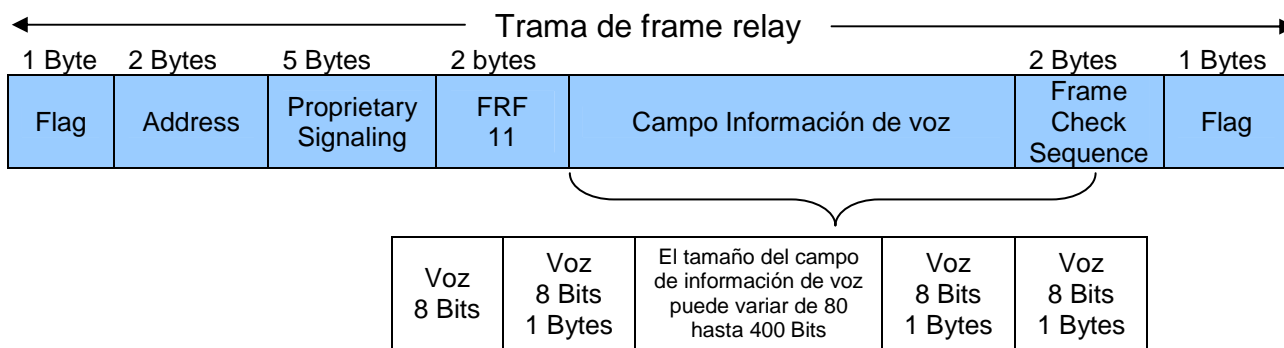 Trama de frame relay
1 Byte 2 Bytes 5 Bytes 2 bytes 2 Bytes 1 Bytes
Flag
Address
Proprietary
Signaling
FRF
11
Campo Información de voz
Frame
Check
Sequence
Flag
Voz
8 Bits
Voz
8 Bits
1 Bytes
El tamaño del campo
de información de voz
puede variar de 80
hasta 400 Bits
Voz
8 Bits
1 Bytes
Voz
8 Bits
1 Bytes